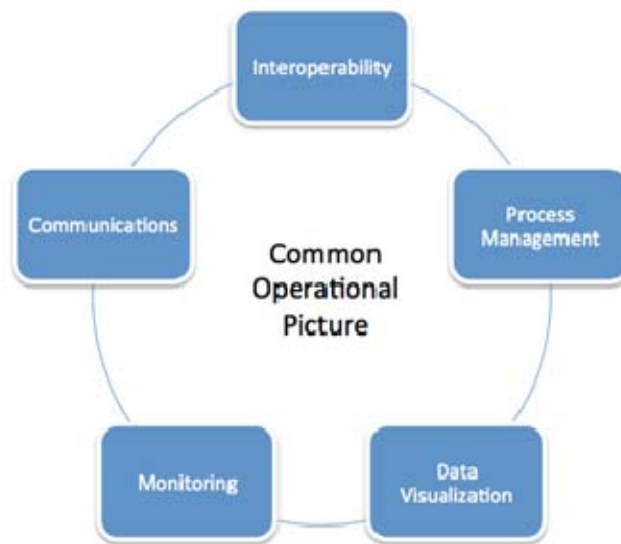 Interoperability
Communications
Process
Management
Common
Operational
Picture
Monitoring
Data
Visualization